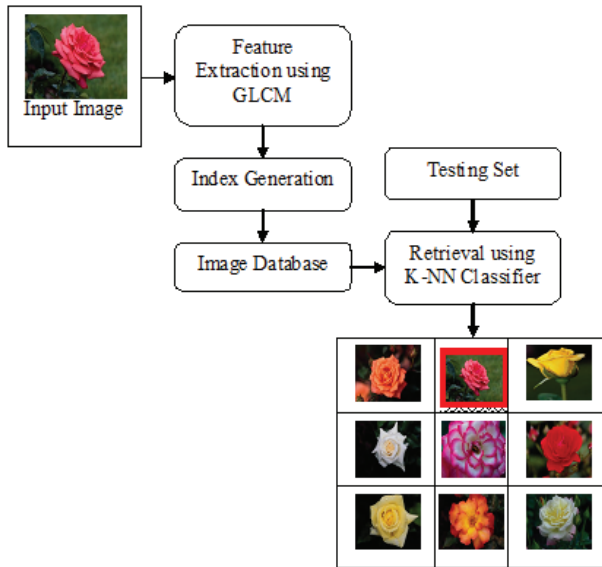 Input Image
Feature
Extraction using
GLCM
Index Generation
Testing Set
Image Database
Retrieval using
K-NN Classifier